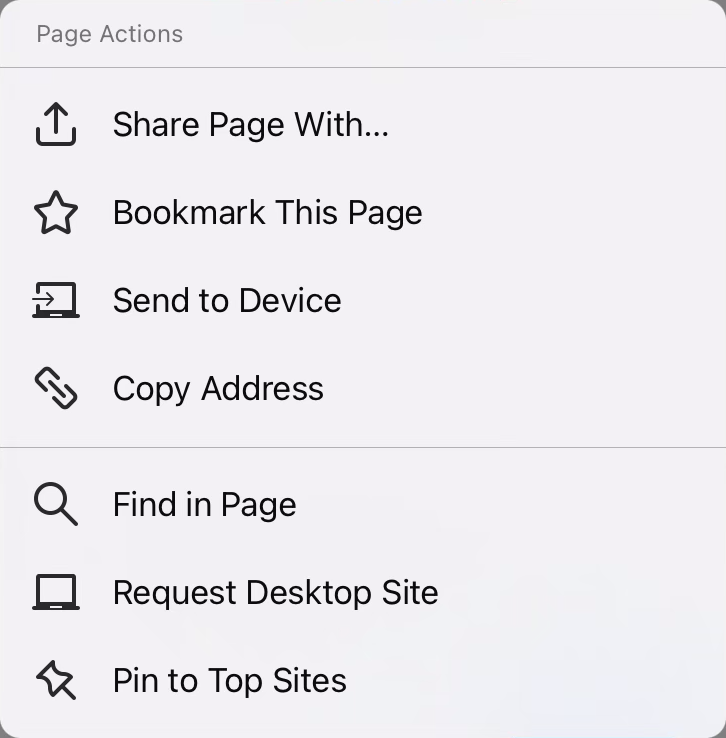 Page Actions
Share Page With...
Bookmark This Page
Send to Device
Copy Address
Find in Page
Request Desktop Site
Pin to Top Sites